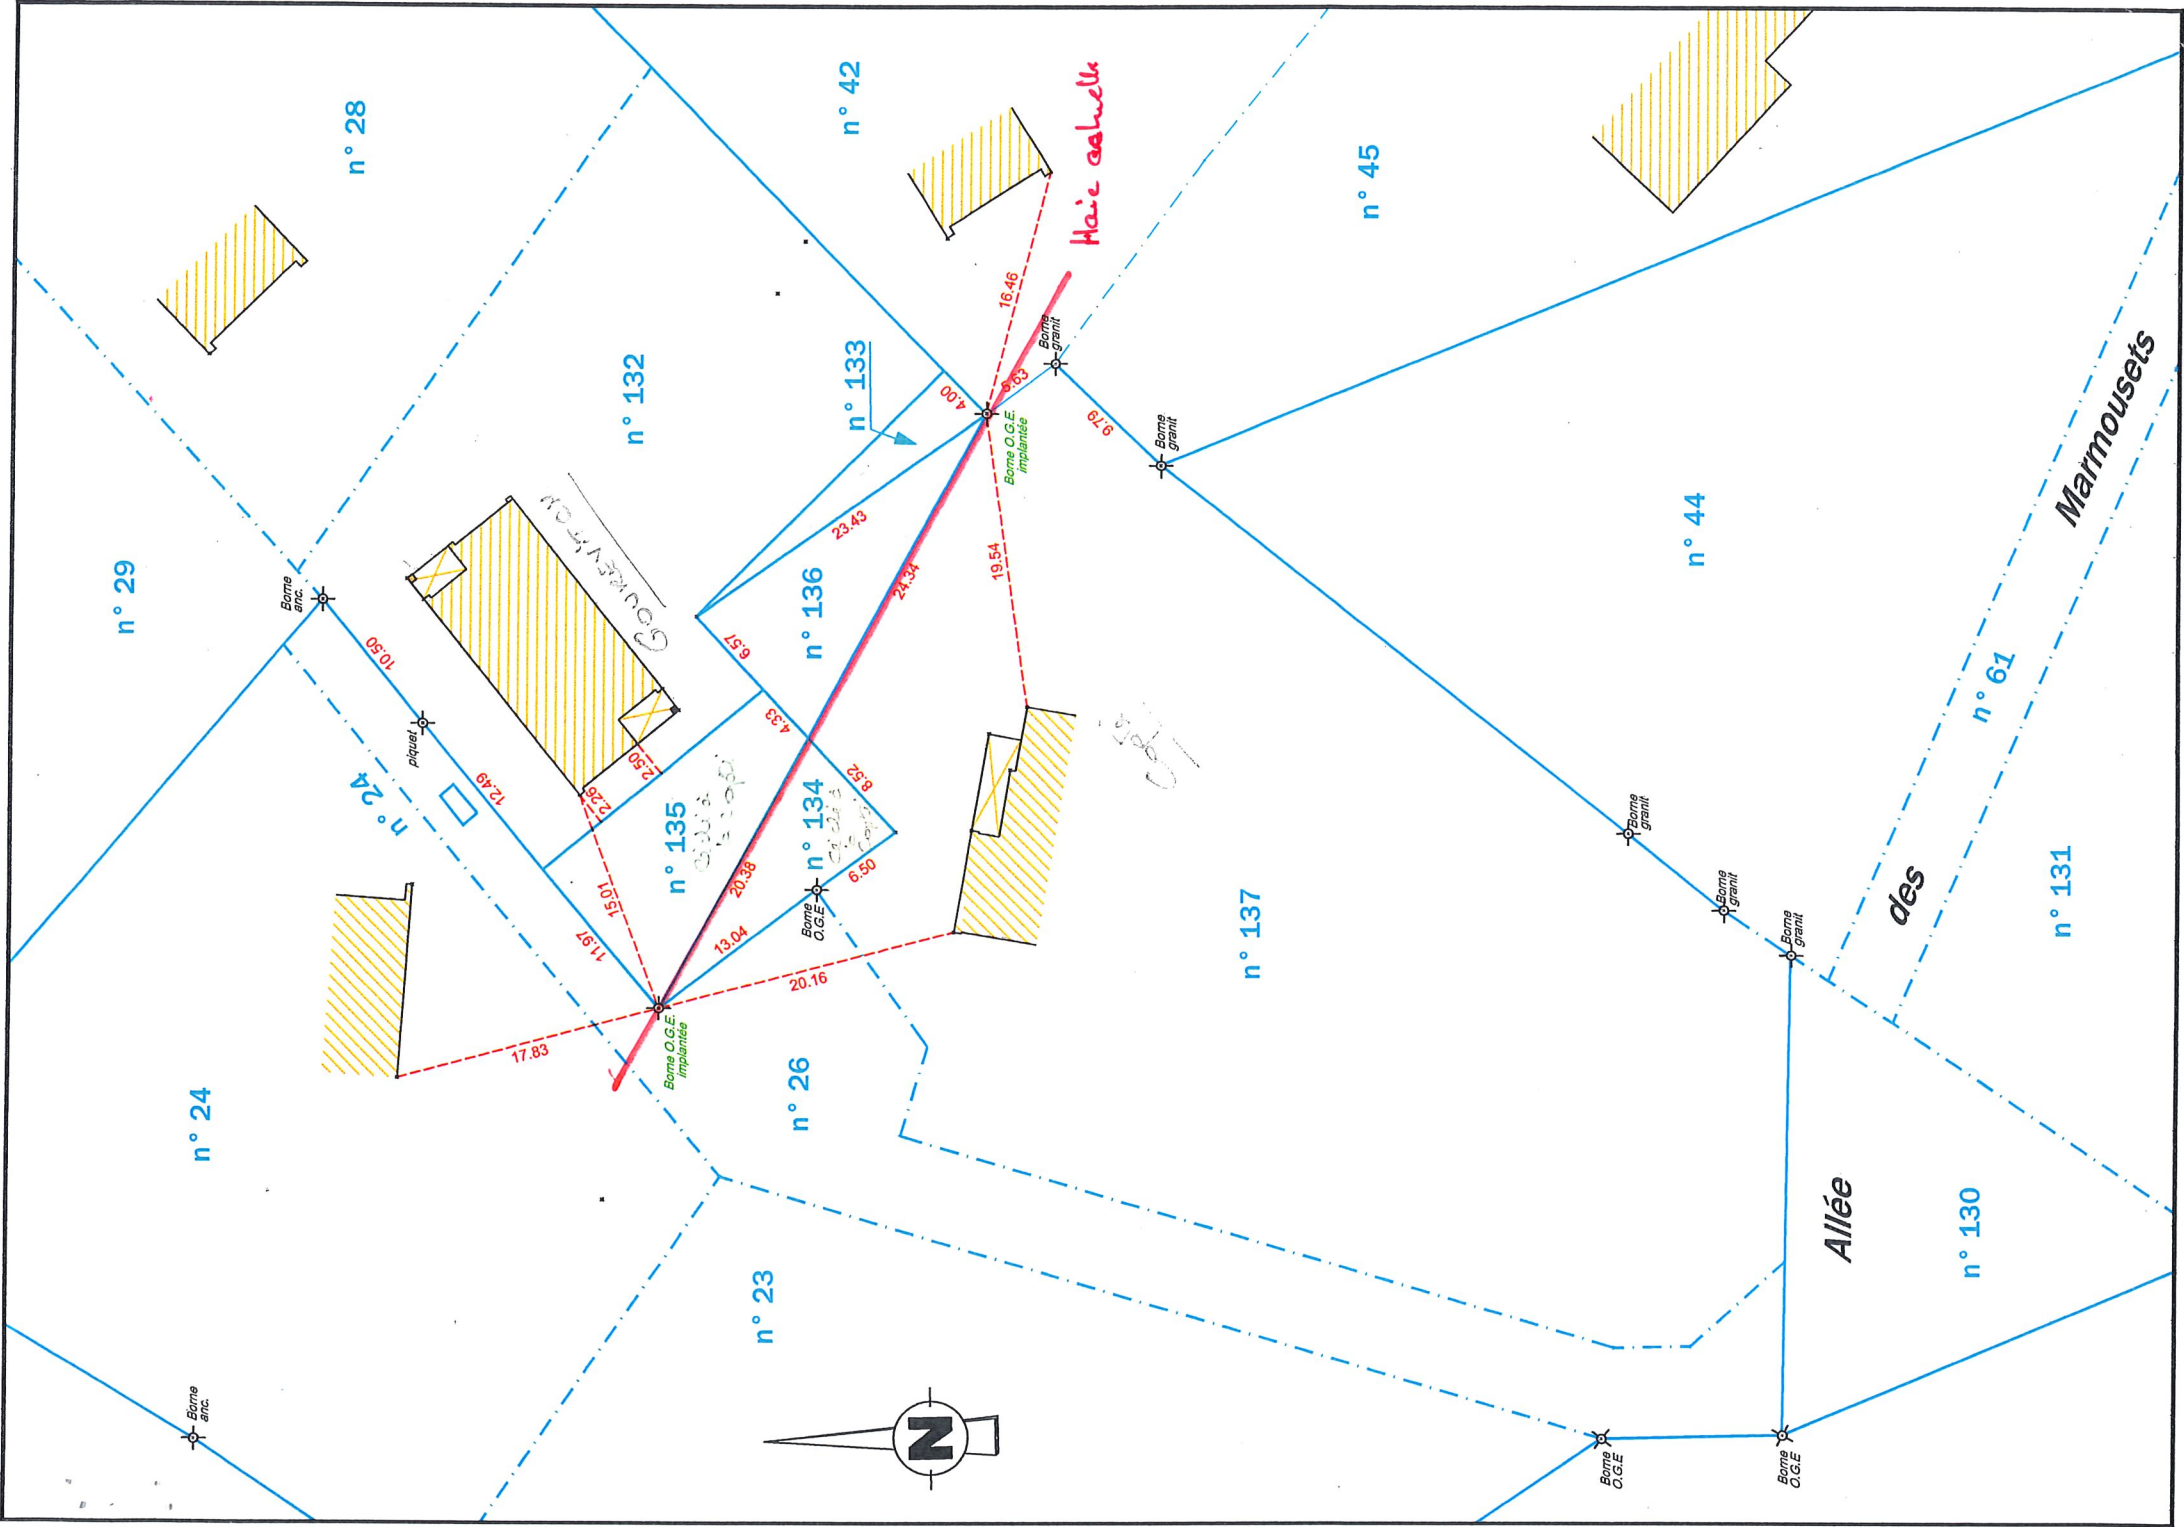 n° 28
n° 42
Haie actuelle
n° 45
n° 29
Borne
anc.
n° 132
n° 133
4.00
16.46
6.63
Borne
granit
9.79
Borne
granit
Borne O.G.E.
implantée
n° 44
Marmousets
n° 61
des
n° 131
10.50
piquet
12.49
n° 24
GOUREVITCH
23.43
n° 136
24.34
19.54
6.57
4.33
2.50
2.26
n° 135
15.01
11.97
20.38
n° 134
8.52
6.50
Borne
O.G.E
13.04
20.16
17.83
Borne O.G.E.
implantée
n° 137
Borne
granit
Borne
granit
Borne
granit
n° 24
n° 26
n° 23
Allée
n° 130
Borne
anc.
N
Borne
O.G.E
Borne
O.G.E